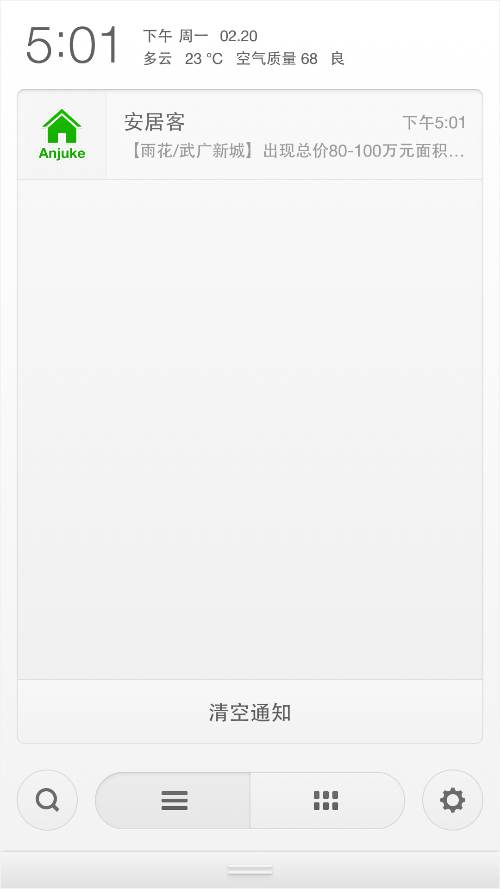 5:01
下午 周一 02.20
多云 23 °C 空气质量 68 良
安居客
下午5:01
Anjuke
【雨花/武广新城】出现总价80-100万元面积…
清空通知